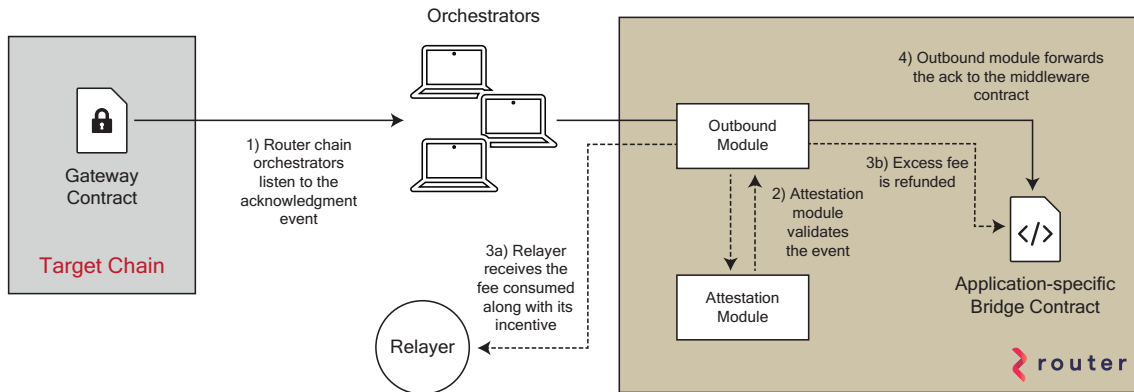 Orchestrators
Gateway
Contract
Target Chain
1) Router chain
orchestrators
listen to the
acknowledgment
event
3a) Relayer
receives the
fee consumed
along with its
incentive
Relayer
Outbound
Module
2) Attestation
module
validates
the event
Attestation
Module
4) Outbound module forwards
the ack to the middleware
contract
3b) Excess fee
is refunded
</>
Application-specific
Bridge Contract
router